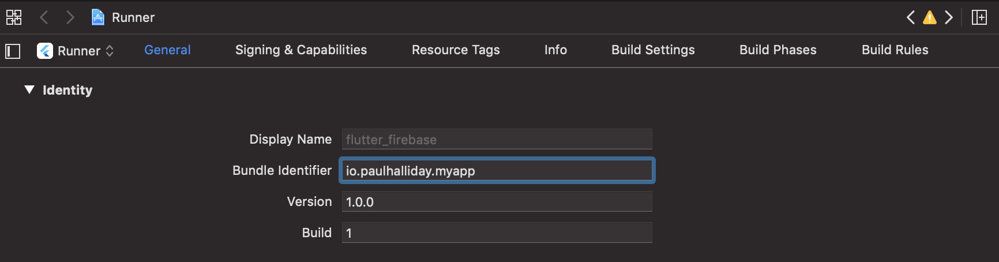 Runner
Runner General Signing & Capabilities Resource Tags Info Build Settings Build Phases Build Rules
Identity
Display Name flutter_firebase
Bundle Identifier io.paulhalliday.myapp
Version 1.0.0
Build 1